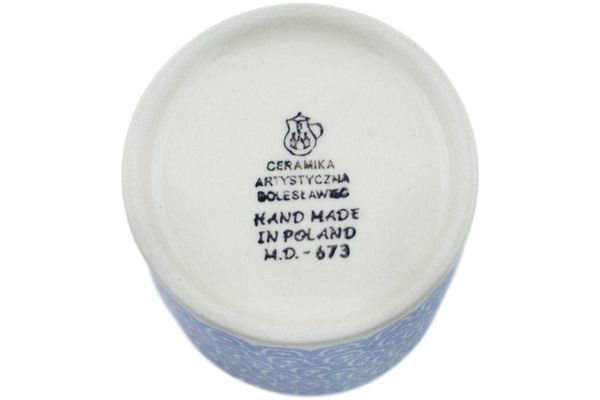 CERAMIKA
ARTYSTYCZNA
BOLESŁAWIEC
HAND MADE
IN POLAND
M.D. - 673